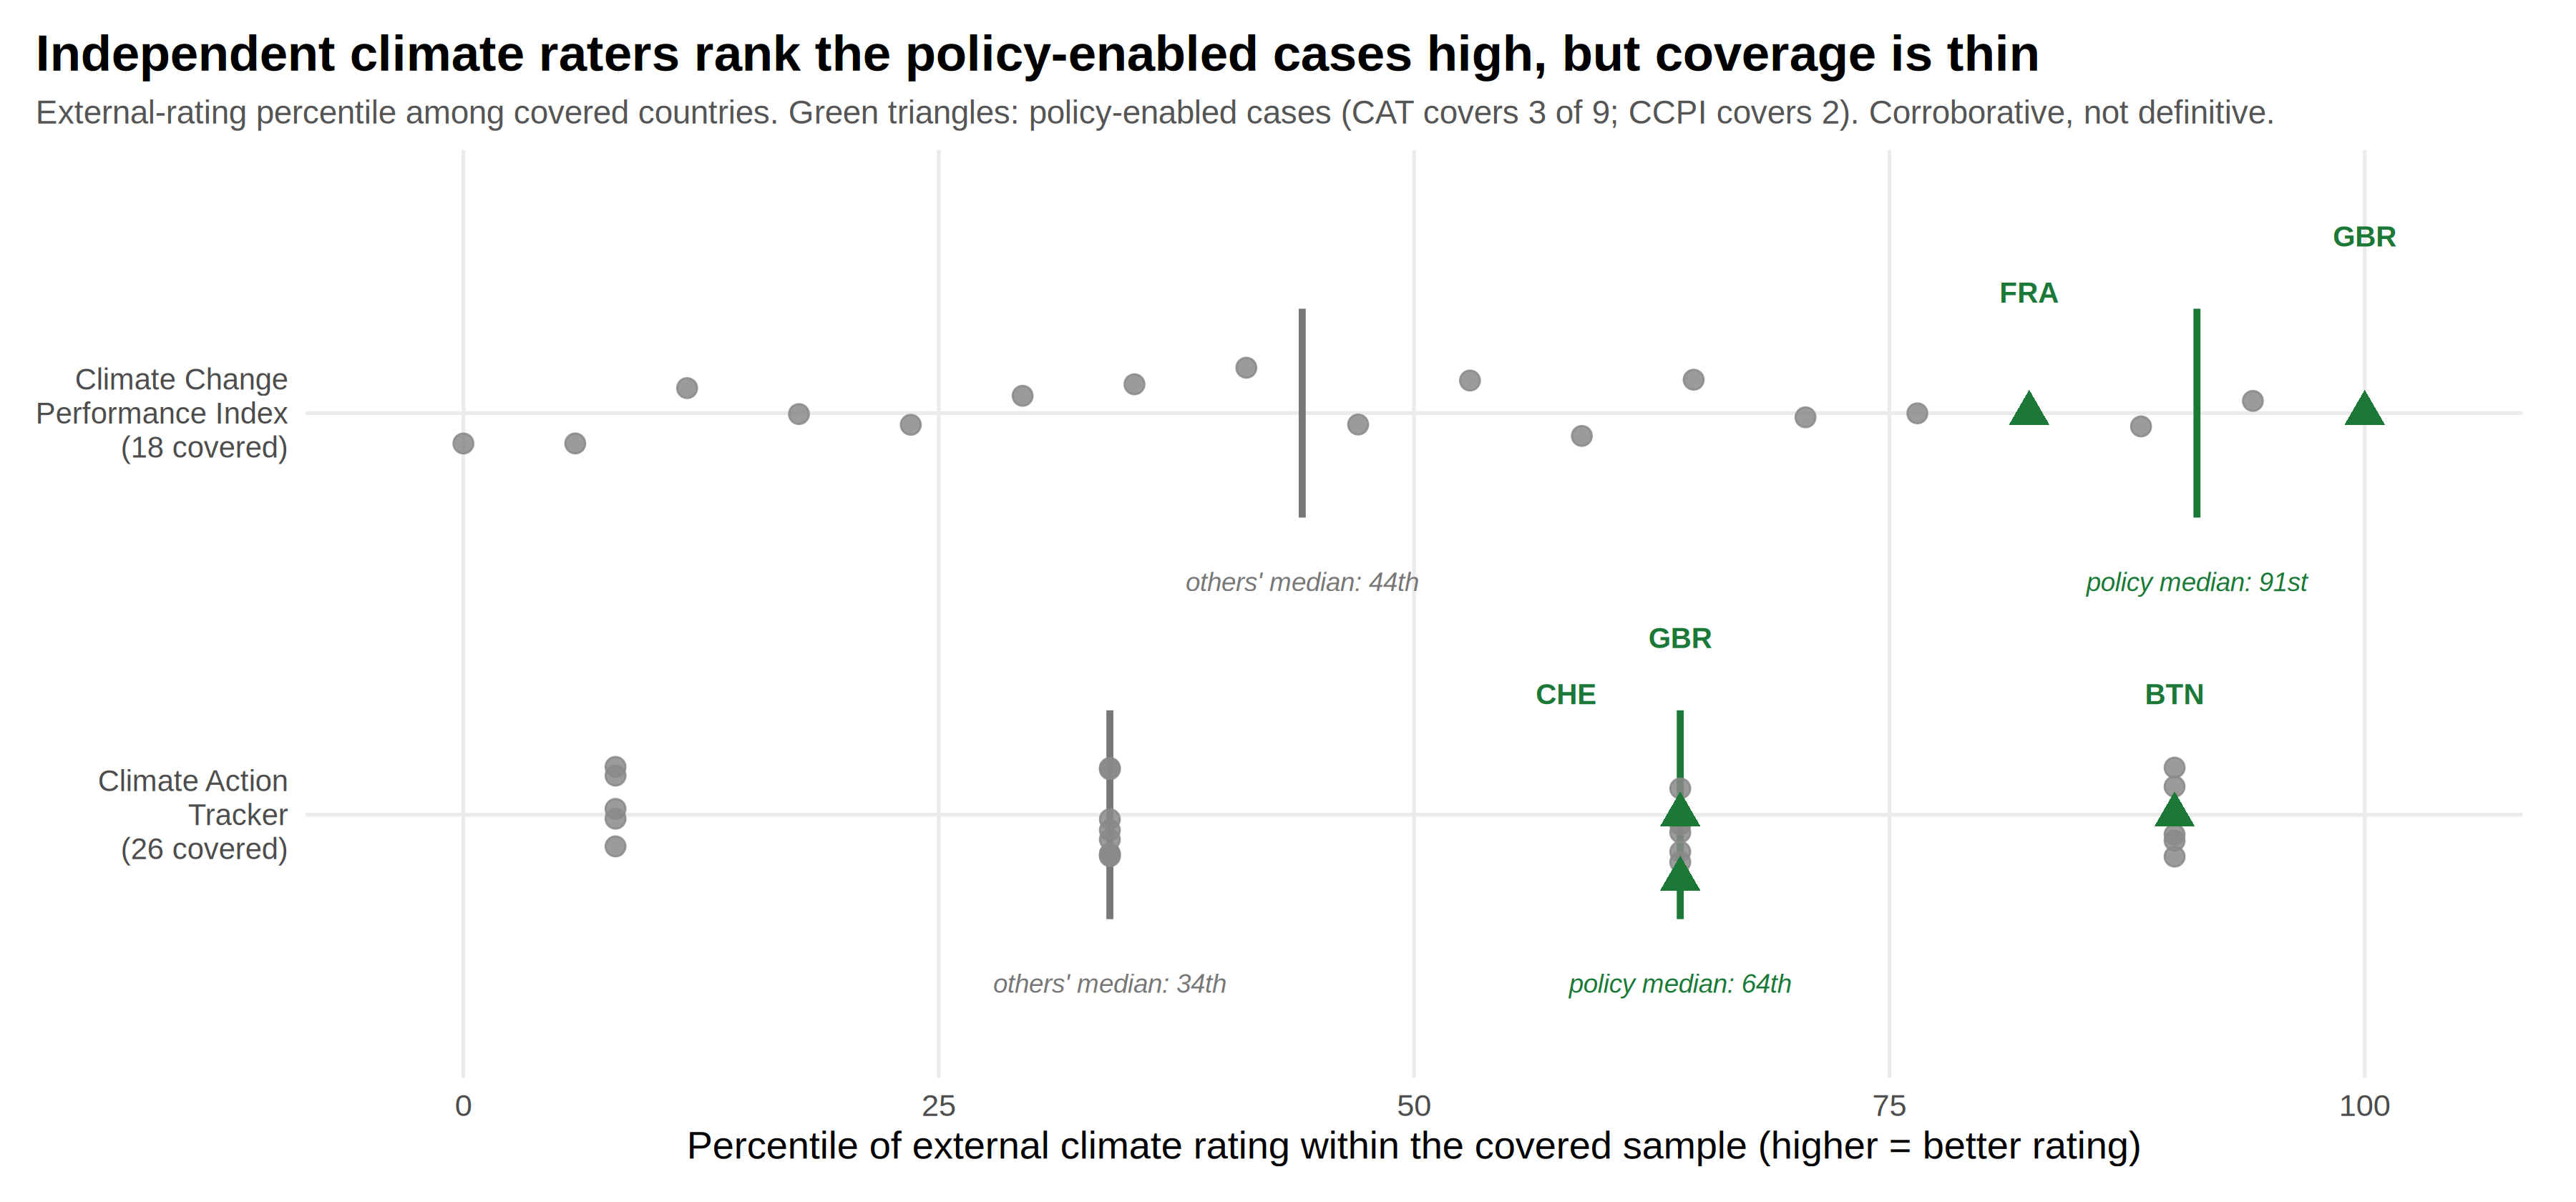 Independent climate raters rank the policy-enabled cases high, but coverage is thin
External-rating percentile among covered countries. Green triangles: policy-enabled cases (CAT covers 3 of 9; CCPI covers 2). Corroborative, not definitive.
GBR
FRA
Climate Change
Performance Index
(18 covered)
others' median: 44th
policy median: 91st
GBR
CHE
BTN
Climate Action
Tracker
(26 covered)
others' median: 34th
policy median: 64th
0
25
50
75
100
Percentile of external climate rating within the covered sample (higher = better rating)